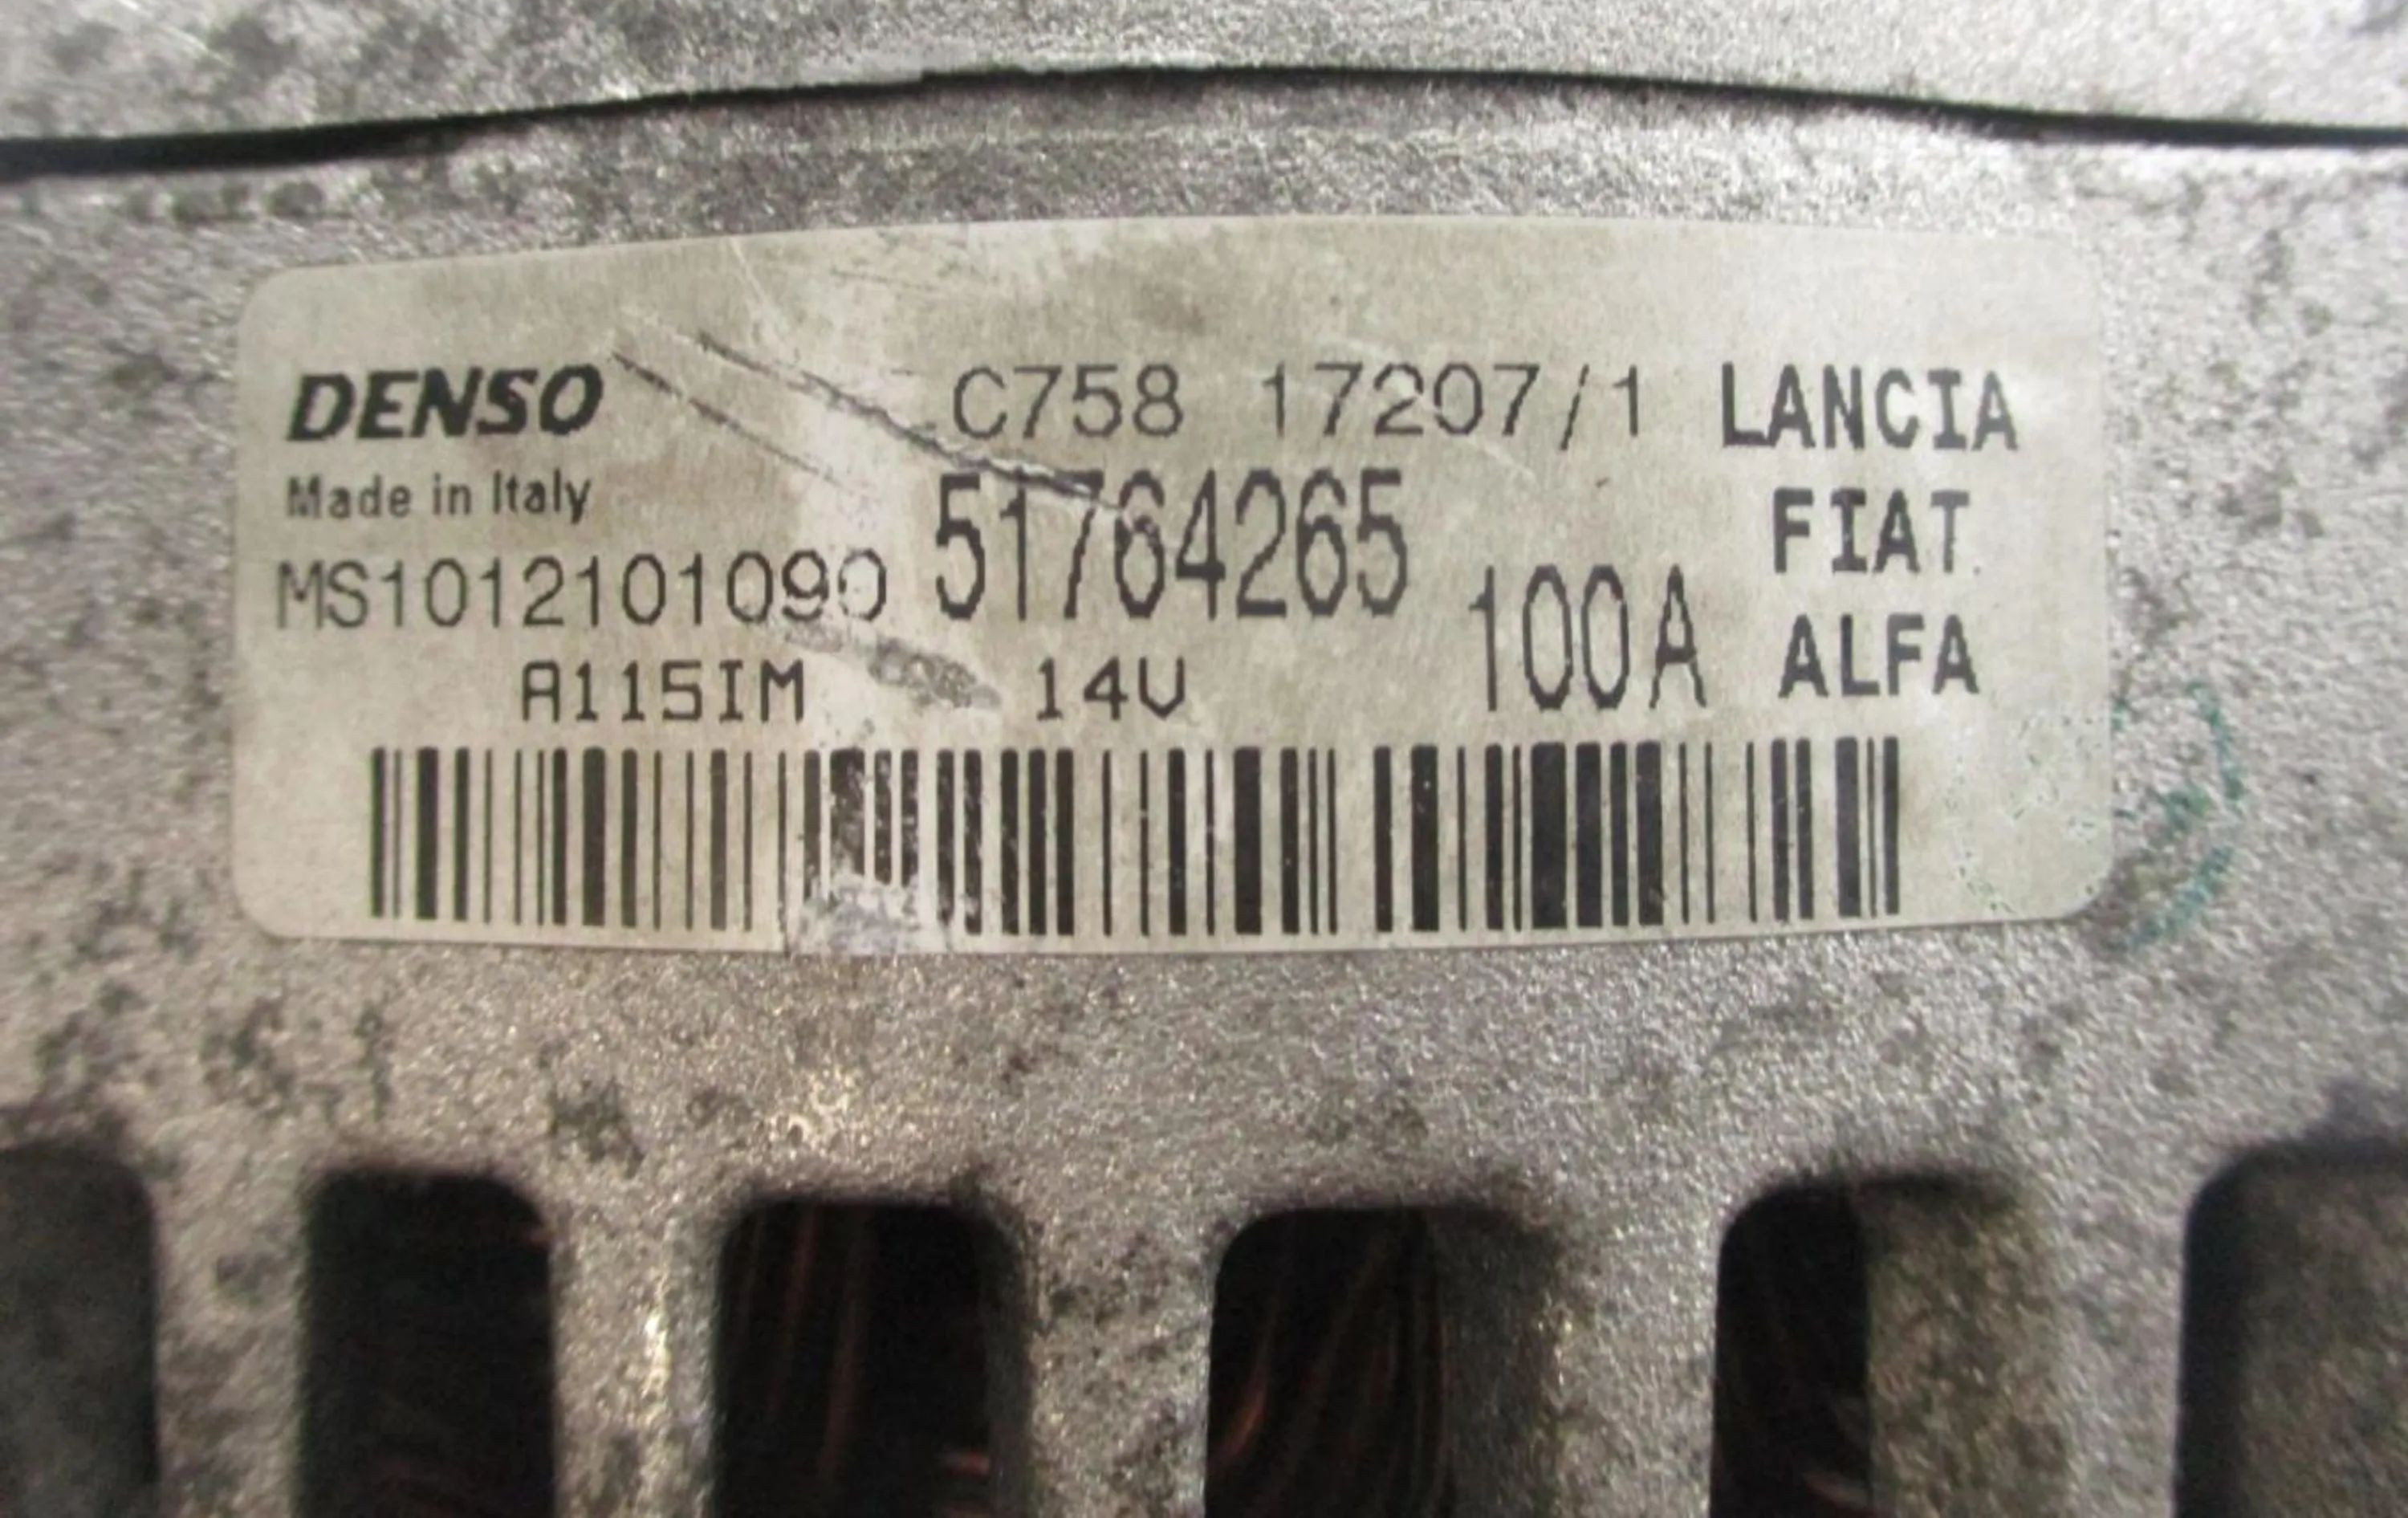 DENSO C758 17207/1 LANCIA
Made in Italy 51764265 FIAT
MS1012101090 100A ALFA
A115IM 14V